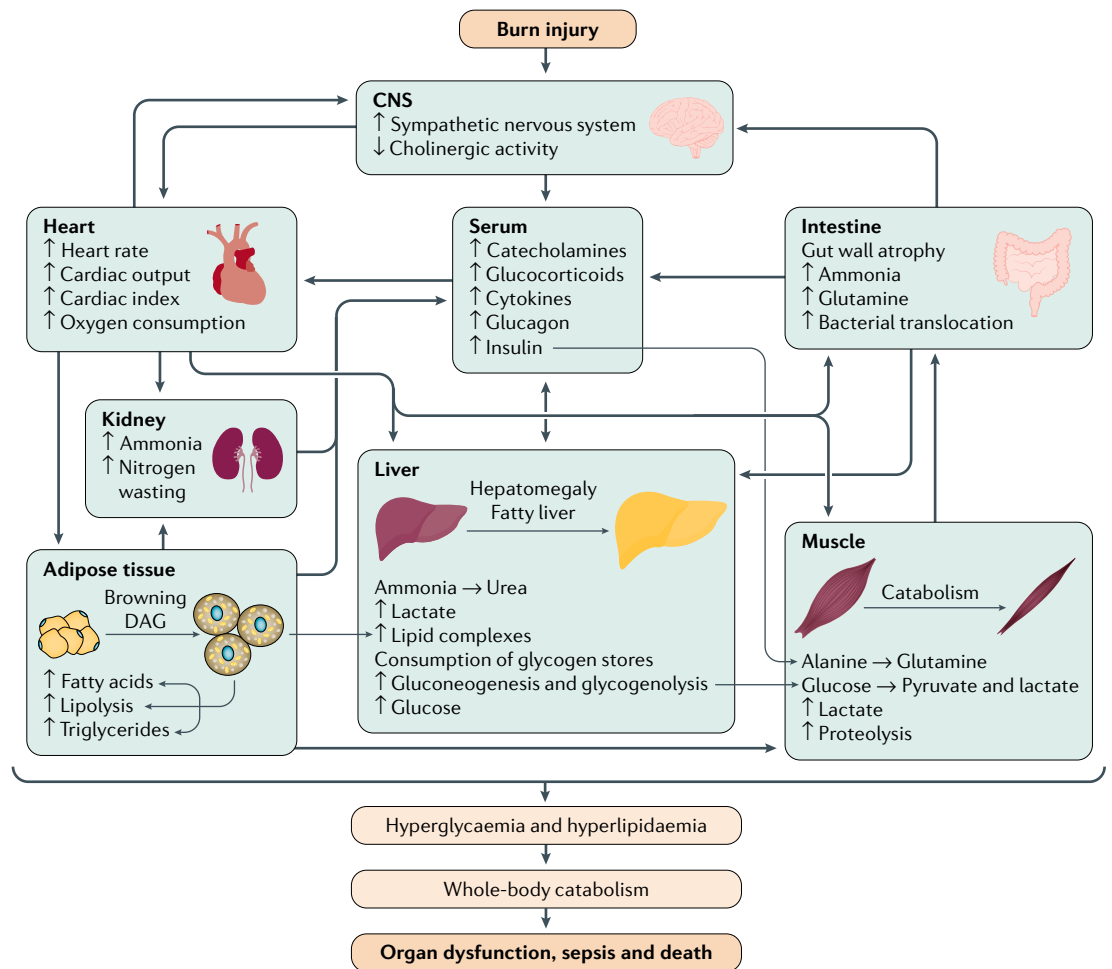 Burn injury
CNS
↑ Sympathetic nervous system
↓ Cholinergic activity
Heart
↑ Heart rate
↑ Cardiac output
↑ Cardiac index
↑ Oxygen consumption
Serum
↑ Catecholamines
↑ Glucocorticoids
↑ Cytokines
↑ Glucagon
↑ Insulin
Intestine
Gut wall atrophy
↑ Ammonia
↑ Glutamine
↑ Bacterial translocation
Kidney
↑ Ammonia
↑ Nitrogen
wasting
Liver
Hepatomegaly
Fatty liver
Ammonia → Urea
↑ Lactate
↑ Lipid complexes
Consumption of glycogen stores
↑ Gluconeogenesis and glycogenolysis
↑ Glucose
Adipose tissue
Browning
DAG
↑ Fatty acids
↑ Lipolysis
↑ Triglycerides
Muscle
Catabolism
Alanine → Glutamine
Glucose → Pyruvate and lactate
↑ Lactate
↑ Proteolysis
Hyperglycaemia and hyperlipidaemia
Whole-body catabolism
Organ dysfunction, sepsis and death